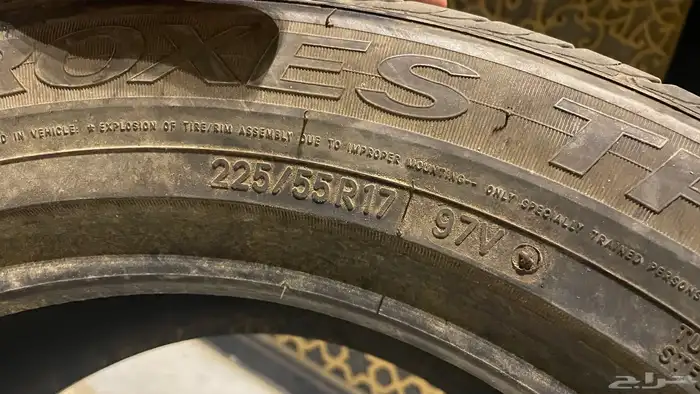 ROXES
D IN VEHICLE: * EXPLOSION OF TIRE/RIM ASSEMBLY DUO TO IMPROPER MOUNTING-- ONLY SPECIALLY TRAINED PERSONS
225/55R17 97V
حراج